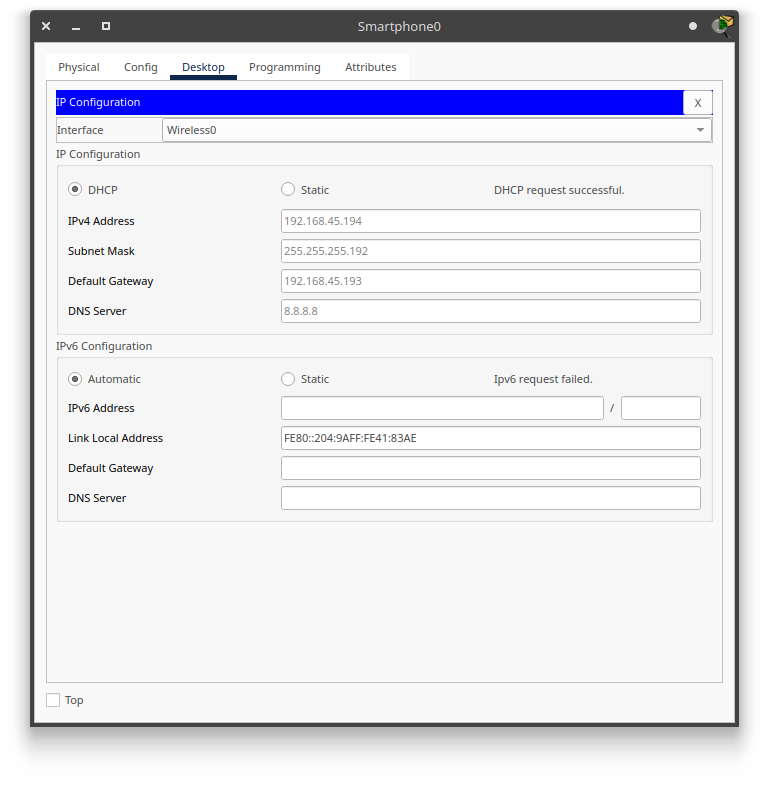 Smartphone0
Physical Config Desktop Programming Attributes
IP Configuration X
Interface Wireless0
IP Configuration
DHCP Static DHCP request successful.
IPv4 Address 192.168.45.194
Subnet Mask 255.255.255.192
Default Gateway 192.168.45.193
DNS Server 8.8.8.8
IPv6 Configuration
Automatic Static Ipv6 request failed.
IPv6 Address /
Link Local Address FE80::204:9AFF:FE41:83AE
Default Gateway
DNS Server
Top